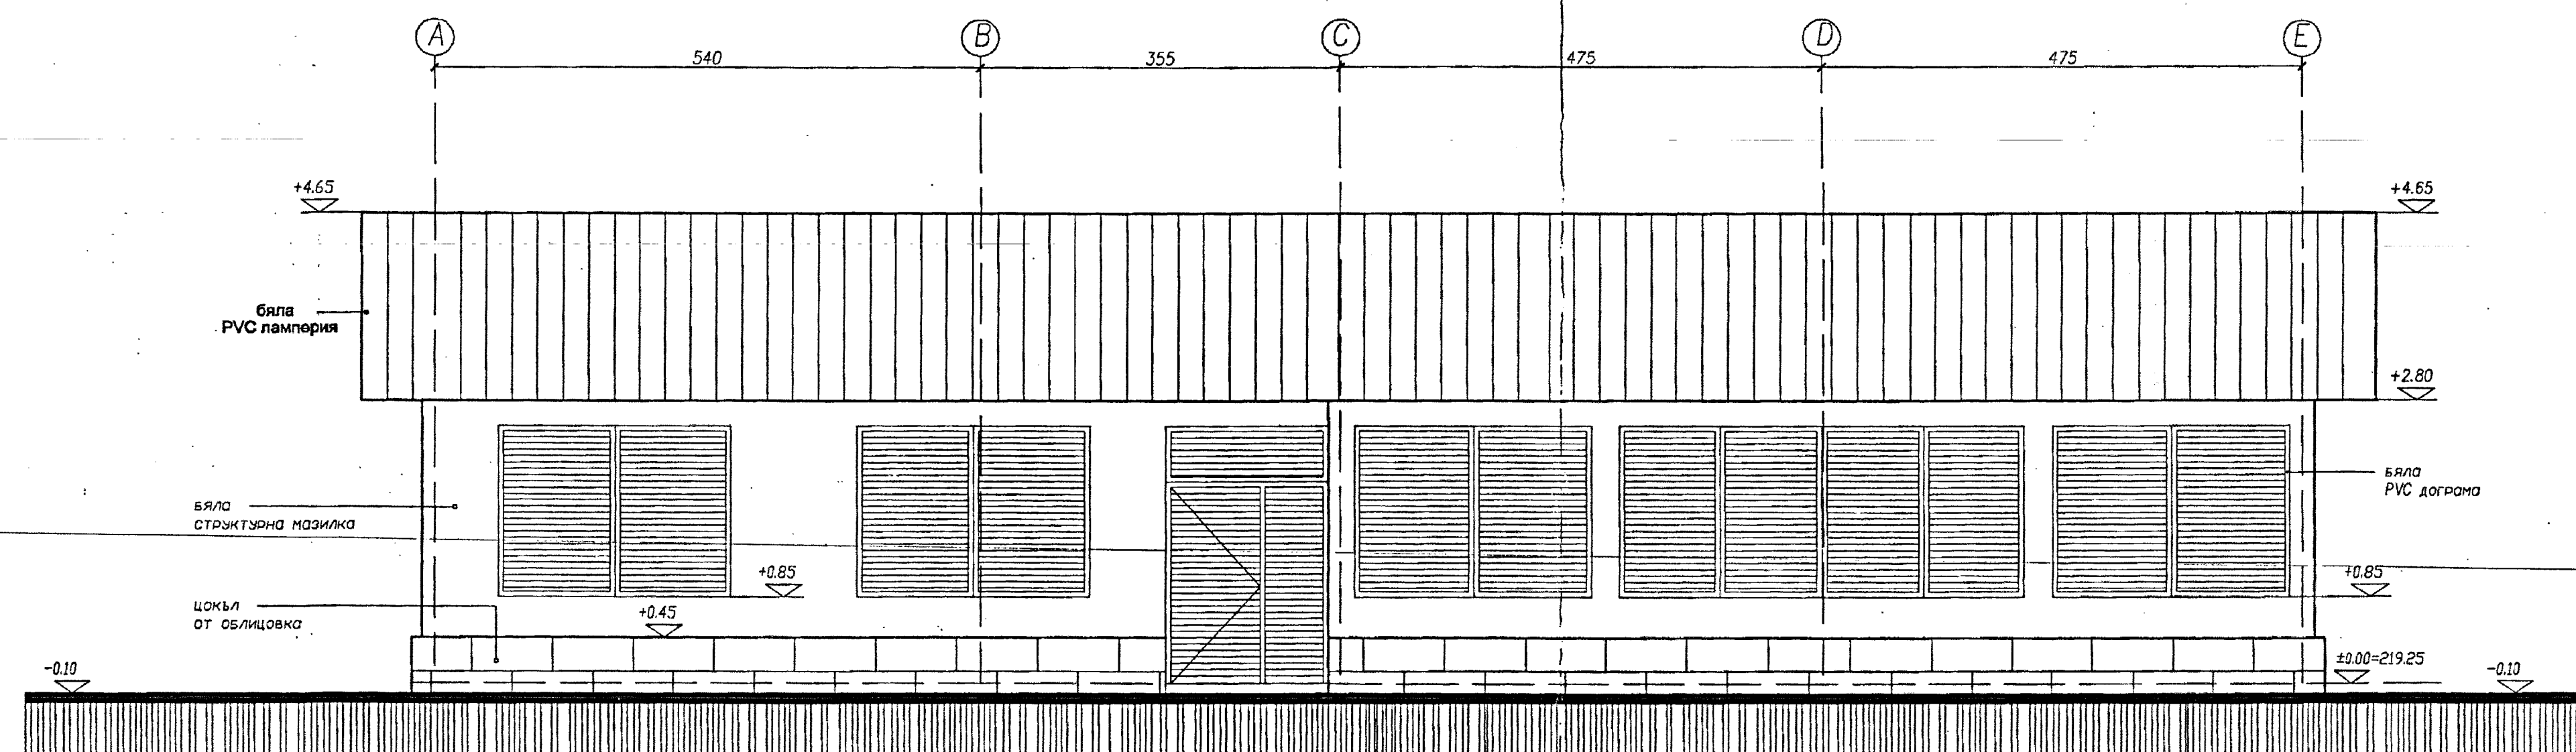 A B C D E
540 355 475 475
+4.65 +4.65
бяла
PVC ламперия
+2.80
БЯЛА
PVC ДОГРАМА
БЯЛА
СТРУКТУРНА МАЗИЛКА
+0.85 +0.85
ЦОКЪЛ
ОТ ОБЛИЦОВКА
+0.45
-0.10 ±0.00=219.25 -0.10